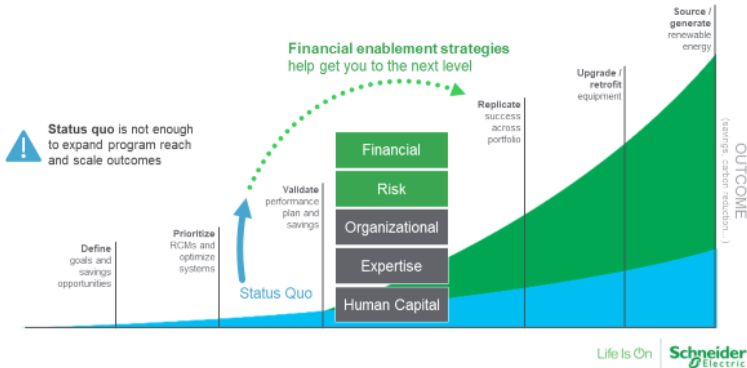 Source /
generate
renewable
energy
Financial enablement strategies
help get you to the next level
Upgrade /
retrofit
equipment
Replicate
success
across
portfolio
Status quo is not enough
to expand program reach
and scale outcomes
Financial
Risk
Organizational
Expertise
Human Capital
Validate
performance
plan and
savings
Prioritize
RCMs and
optimize
systems
Define
goals and
savings
opportunities
Status Quo
OUTCOME
(savings, carbon reduction...)
Life Is On
Schneider
Electric